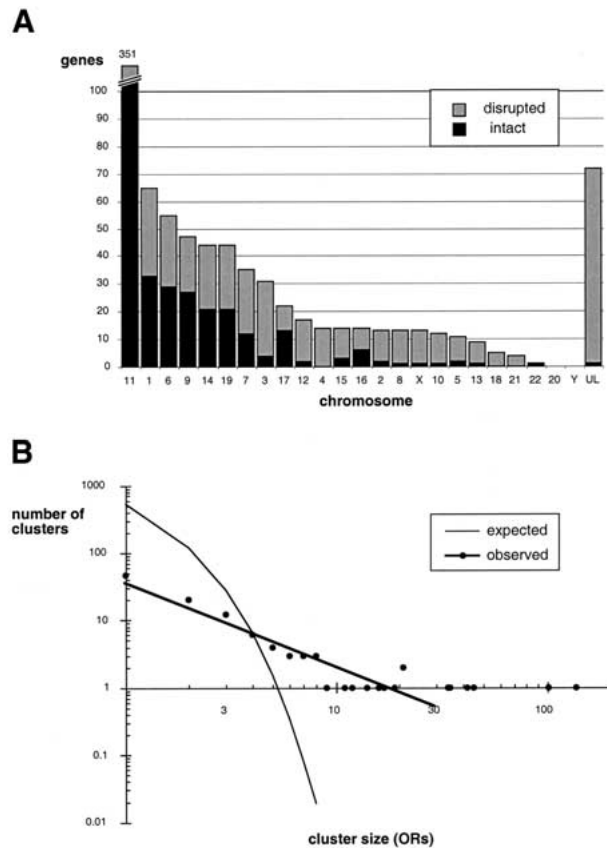 A
351
genes
100
90
80
70
60
50
40
30
20
10
0
disrupted
intact
11 1 6 9 14 19 7 3 17 12 4 15 16 2 8 X 10 5 13 18 21 22 20 Y UL
chromosome
B
number of
clusters
1000
100
10
1
0.1
0.01
expected
observed
3 10 30 100
cluster size (ORs)